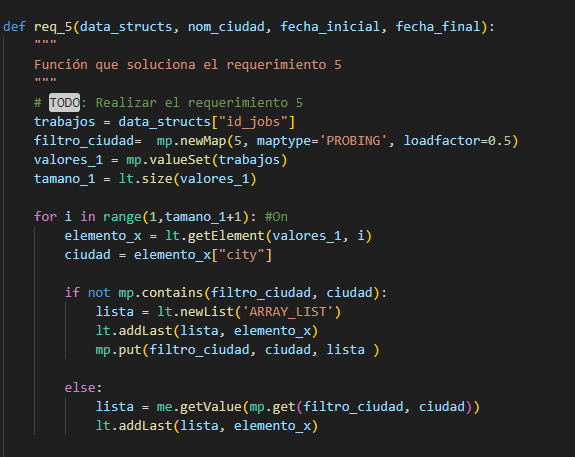 def req_5(data_structs, nom_ciudad, fecha_inicial, fecha_final):
    """
    Función que soluciona el requerimiento 5
    """
    # TODO: Realizar el requerimiento 5
    trabajos = data_structs["id_jobs"]
    filtro_ciudad=  mp.newMap(5, maptype='PROBING', loadfactor=0.5)
    valores_1 = mp.valueSet(trabajos)
    tamano_1 = lt.size(valores_1)

    for i in range(1,tamano_1+1): #On
        elemento_x = lt.getElement(valores_1, i)
        ciudad = elemento_x["city"]

        if not mp.contains(filtro_ciudad, ciudad):
            lista = lt.newList('ARRAY_LIST')
            lt.addLast(lista, elemento_x)
            mp.put(filtro_ciudad, ciudad, lista )

        else:
            lista = me.getValue(mp.get(filtro_ciudad, ciudad))
            lt.addLast(lista, elemento_x)